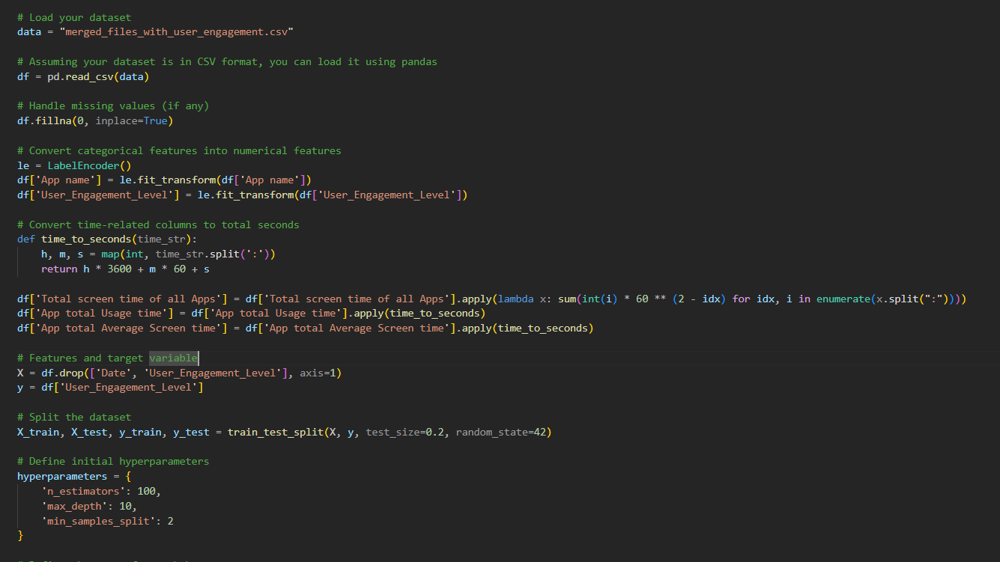 # Load your dataset
data = "merged_files_with_user_engagement.csv"
# Assuming your dataset is in CSV format, you can load it using pandas
df = pd.read_csv(data)
# Handle missing values (if any)
df.fillna(0, inplace=True)
# Convert categorical features into numerical features
le = LabelEncoder()
df['App name'] = le.fit_transform(df['App name'])
df['User_Engagement_Level'] = le.fit_transform(df['User_Engagement_Level'])
# Convert time-related columns to total seconds
def time_to_seconds(time_str):
    h, m, s = map(int, time_str.split(':'))
    return h * 3600 + m * 60 + s
df['Total screen time of all Apps'] = df['Total screen time of all Apps'].apply(lambda x: sum(int(i) * 60 ** (2 - idx) for idx, i in enumerate(x.split(":"))))
df['App total Usage time'] = df['App total Usage time'].apply(time_to_seconds)
df['App total Average Screen time'] = df['App total Average Screen time'].apply(time_to_seconds)
# Features and target variable
X = df.drop(['Date', 'User_Engagement_Level'], axis=1)
y = df['User_Engagement_Level']
# Split the dataset
X_train, X_test, y_train, y_test = train_test_split(X, y, test_size=0.2, random_state=42)
# Define initial hyperparameters
hyperparameters = {
    'n_estimators': 100,
    'max_depth': 10,
    'min_samples_split': 2
}